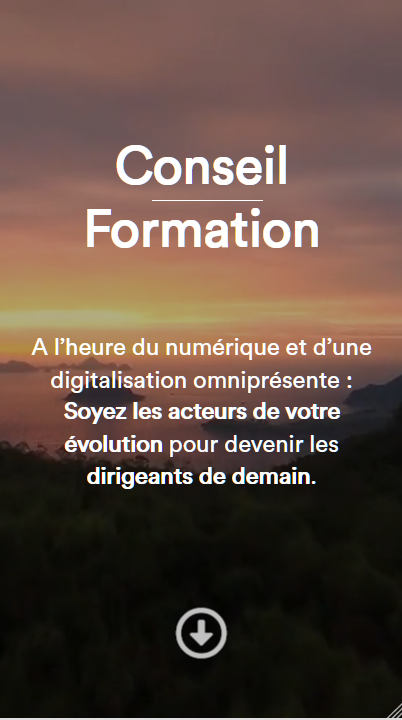 Conseil
Formation
A l’heure du numérique et d’une
digitalisation omniprésente :
Soyez les acteurs de votre
évolution pour devenir les
dirigeants de demain.